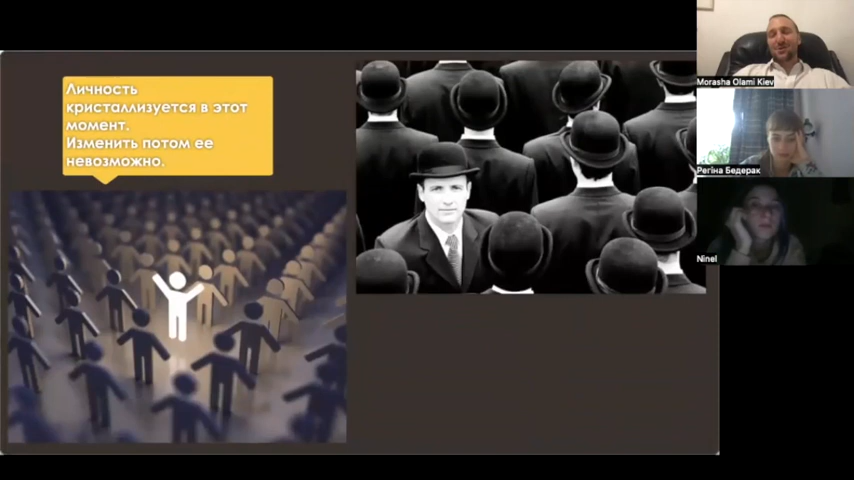 Личность
кристаллизуется в этот
момент.
Изменить потом ее
невозможно.
Morasha Olami Kiev
Регіна Бедерак
Ninel